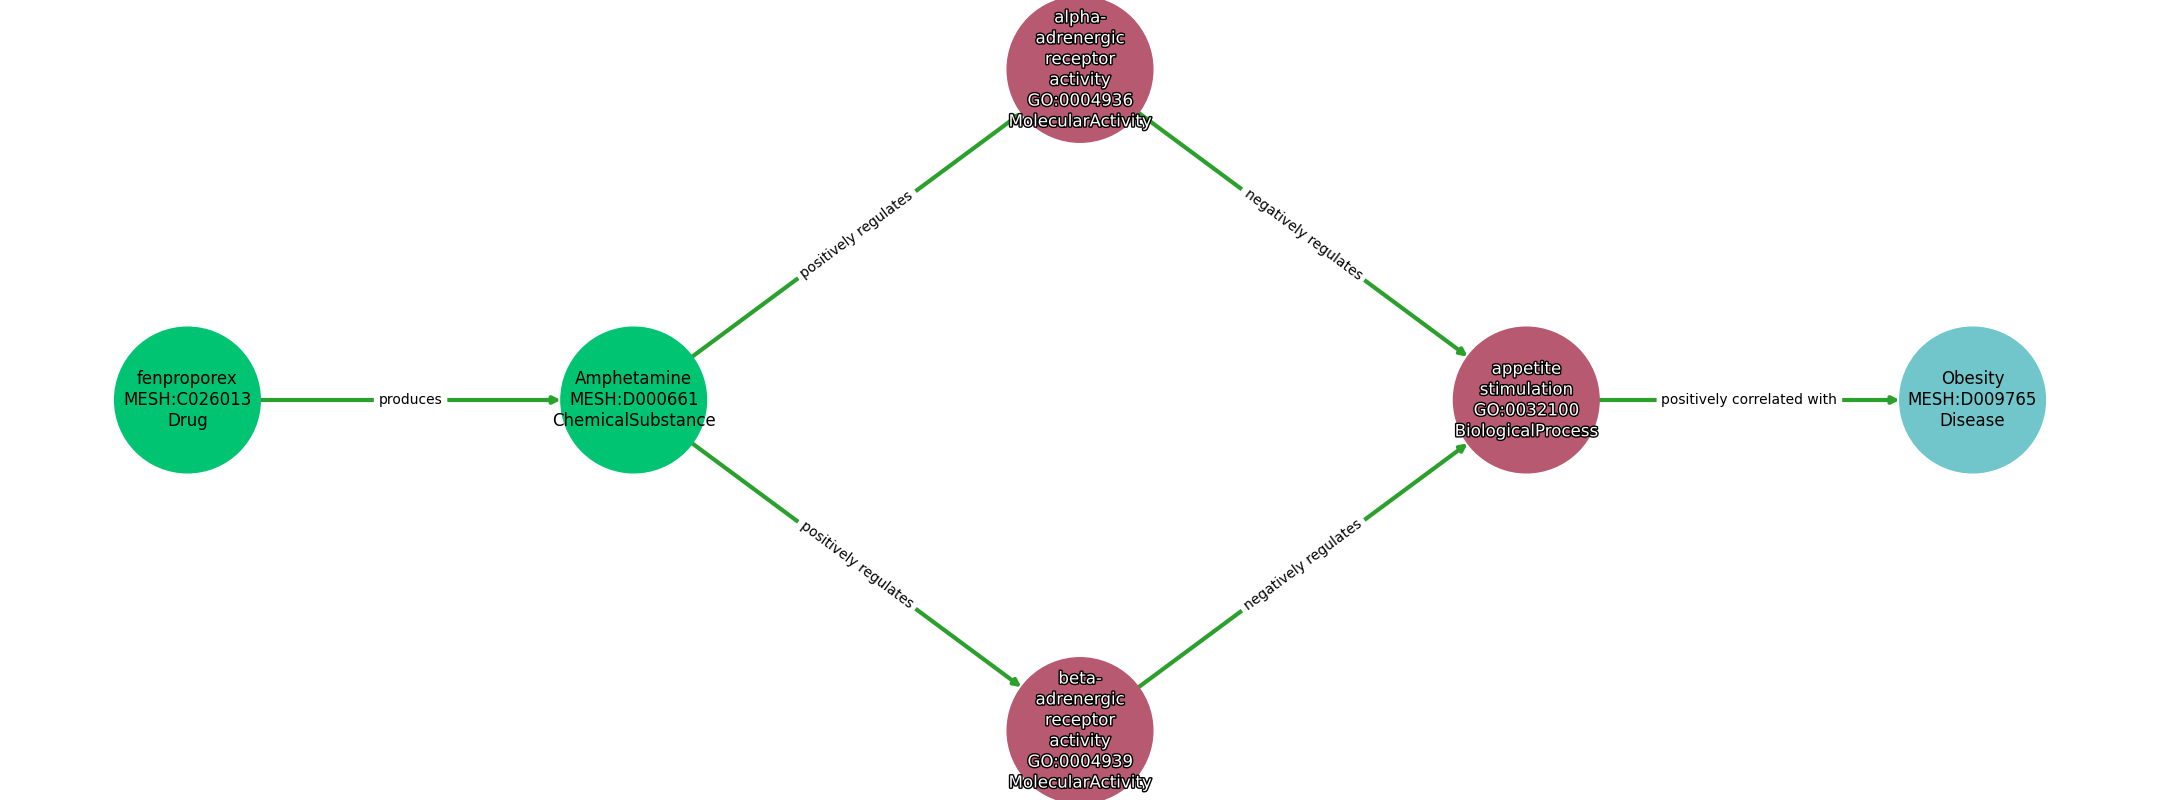 alpha-
adrenergic
receptor
activity
GO:0004936
MolecularActivity
positively regulates
negatively regulates
fenproporex
MESH:C026013
Drug
produces
Amphetamine
MESH:D000661
ChemicalSubstance
appetite
stimulation
GO:0032100
BiologicalProcess
positively correlated with
Obesity
MESH:D009765
Disease
positively regulates
negatively regulates
beta-
adrenergic
receptor
activity
GO:0004939
MolecularActivity